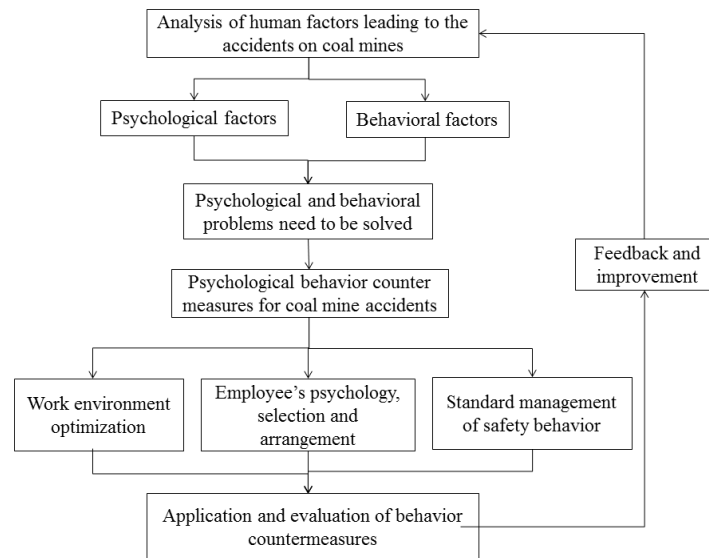 Analysis of human factors leading to the
accidents on coal mines
Psychological factors
Behavioral factors
Psychological and behavioral
problems need to be solved
Feedback and
improvement
Psychological behavior counter
measures for coal mine accidents
Work environment
optimization
Employee's psychology,
selection and
arrangement
Standard management
of safety behavior
Application and evaluation of behavior
countermeasures